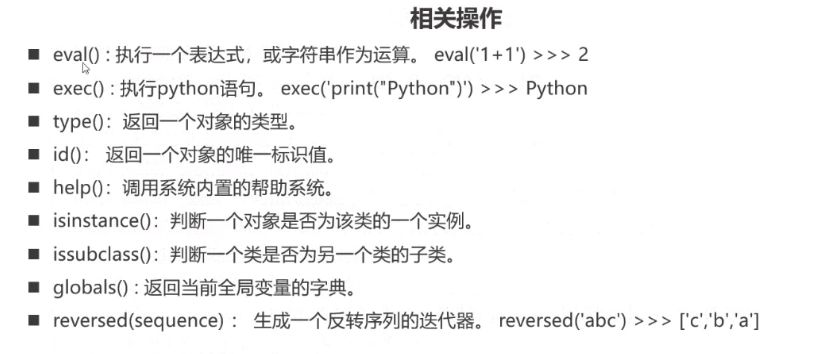 相关操作
■ eval() : 执行一个表达式，或字符串作为运算。 eval('1+1') >>> 2
■ exec() : 执行python语句。 exec('print("Python")') >>> Python
■ type()：返回一个对象的类型。
■ id()： 返回一个对象的唯一标识值。
■ help()：调用系统内置的帮助系统。
■ isinstance()：判断一个对象是否为该类的一个实例。
■ issubclass()：判断一个类是否为另一个类的子类。
■ globals() : 返回当前全局变量的字典。
■ reversed(sequence) ： 生成一个反转序列的迭代器。 reversed('abc') >>> ['c','b','a']